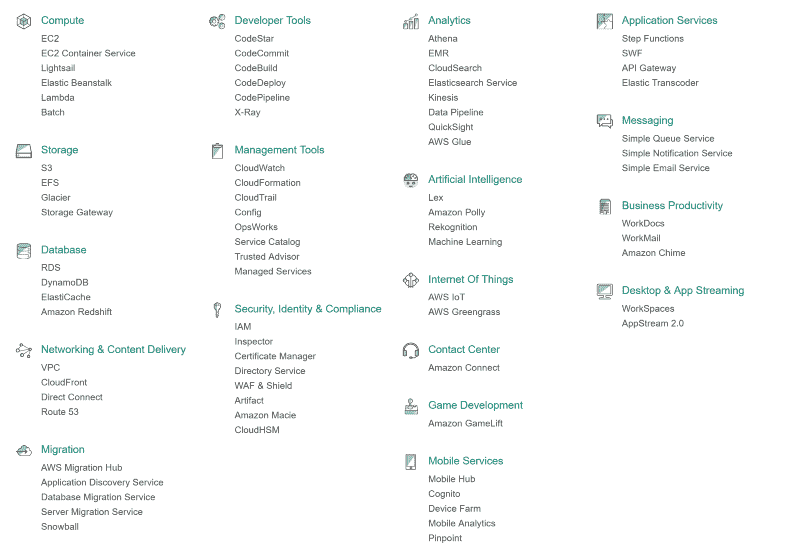 Compute
EC2
EC2 Container Service
Lightsail
Elastic Beanstalk
Lambda
Batch
Storage
S3
EFS
Glacier
Storage Gateway
Database
RDS
DynamoDB
ElastiCache
Amazon Redshift
Networking & Content Delivery
VPC
CloudFront
Direct Connect
Route 53
Migration
AWS Migration Hub
Application Discovery Service
Database Migration Service
Server Migration Service
Snowball
Developer Tools
CodeStar
CodeCommit
CodeBuild
CodeDeploy
CodePipeline
X-Ray
Management Tools
CloudWatch
CloudFormation
CloudTrail
Config
OpsWorks
Service Catalog
Trusted Advisor
Managed Services
Security, Identity & Compliance
IAM
Inspector
Certificate Manager
Directory Service
WAF & Shield
Artifact
Amazon Macie
CloudHSM
Analytics
Athena
EMR
CloudSearch
Elasticsearch Service
Kinesis
Data Pipeline
QuickSight
AWS Glue
Artificial Intelligence
Lex
Amazon Polly
Rekognition
Machine Learning
Internet Of Things
AWS IoT
AWS Greengrass
Contact Center
Amazon Connect
Game Development
Amazon GameLift
Mobile Services
Mobile Hub
Cognito
Device Farm
Mobile Analytics
Pinpoint
Application Services
Step Functions
SWF
API Gateway
Elastic Transcoder
Messaging
Simple Queue Service
Simple Notification Service
Simple Email Service
Business Productivity
WorkDocs
WorkMail
Amazon Chime
Desktop & App Streaming
WorkSpaces
AppStream 2.0